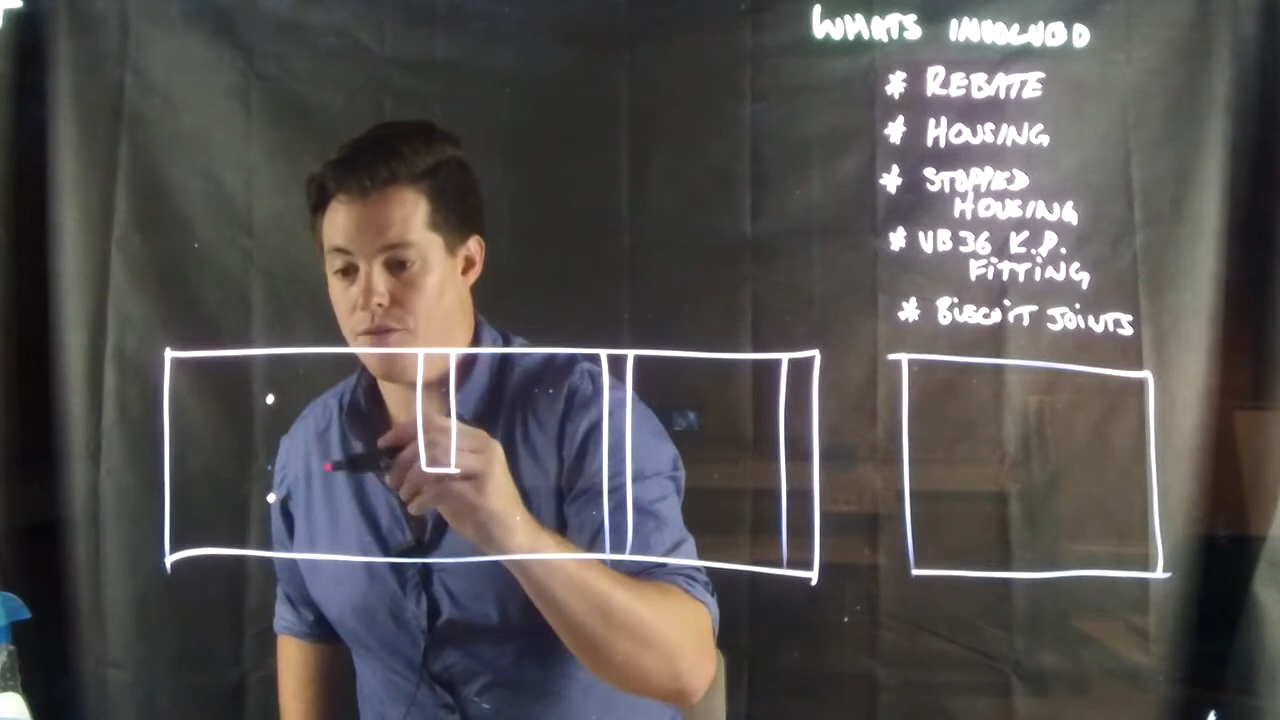 WHATS INVOLVED
* REBATE
* HOUSING
* STOPPED
HOUSING
* VB36 K.D.
FITTING
* BISCUIT JOINTS